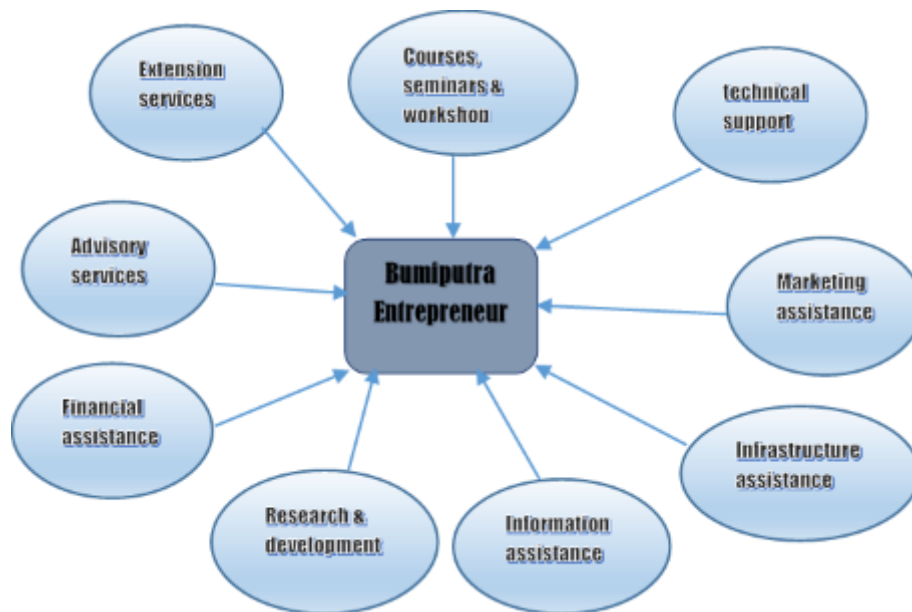 Extension
services
Courses,
seminars &
workshop
technical
support
Advisory
services
Bumiputra
Entrepreneur
Marketing
assistance
Financial
assistance
Infrastructure
assistance
Research &
development
Information
assistance